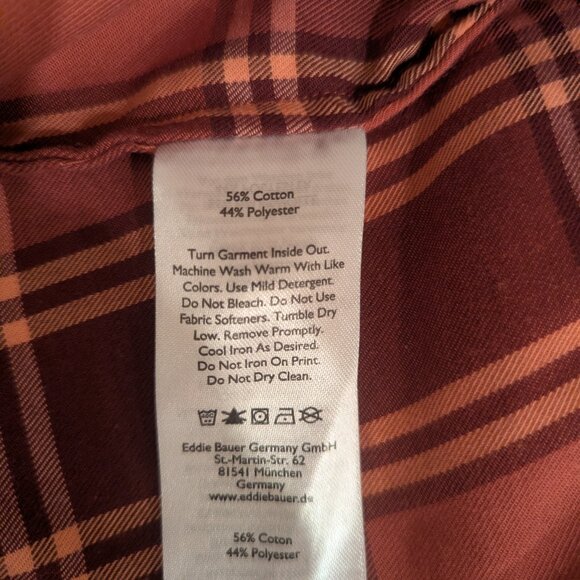 56% Cotton
44% Polyester
Turn Garment Inside Out.
Machine Wash Warm With Like
Colors. Use Mild Detergent.
Do Not Bleach. Do Not Use
Fabric Softeners. Tumble Dry
Low. Remove Promptly.
Cool Iron As Desired.
Do Not Iron On Print.
Do Not Dry Clean.
Eddie Bauer Germany GmbH
St.-Martin-Str. 62
81541 München
Germany
www.eddiebauer.de
56% Coton
44% Polyester